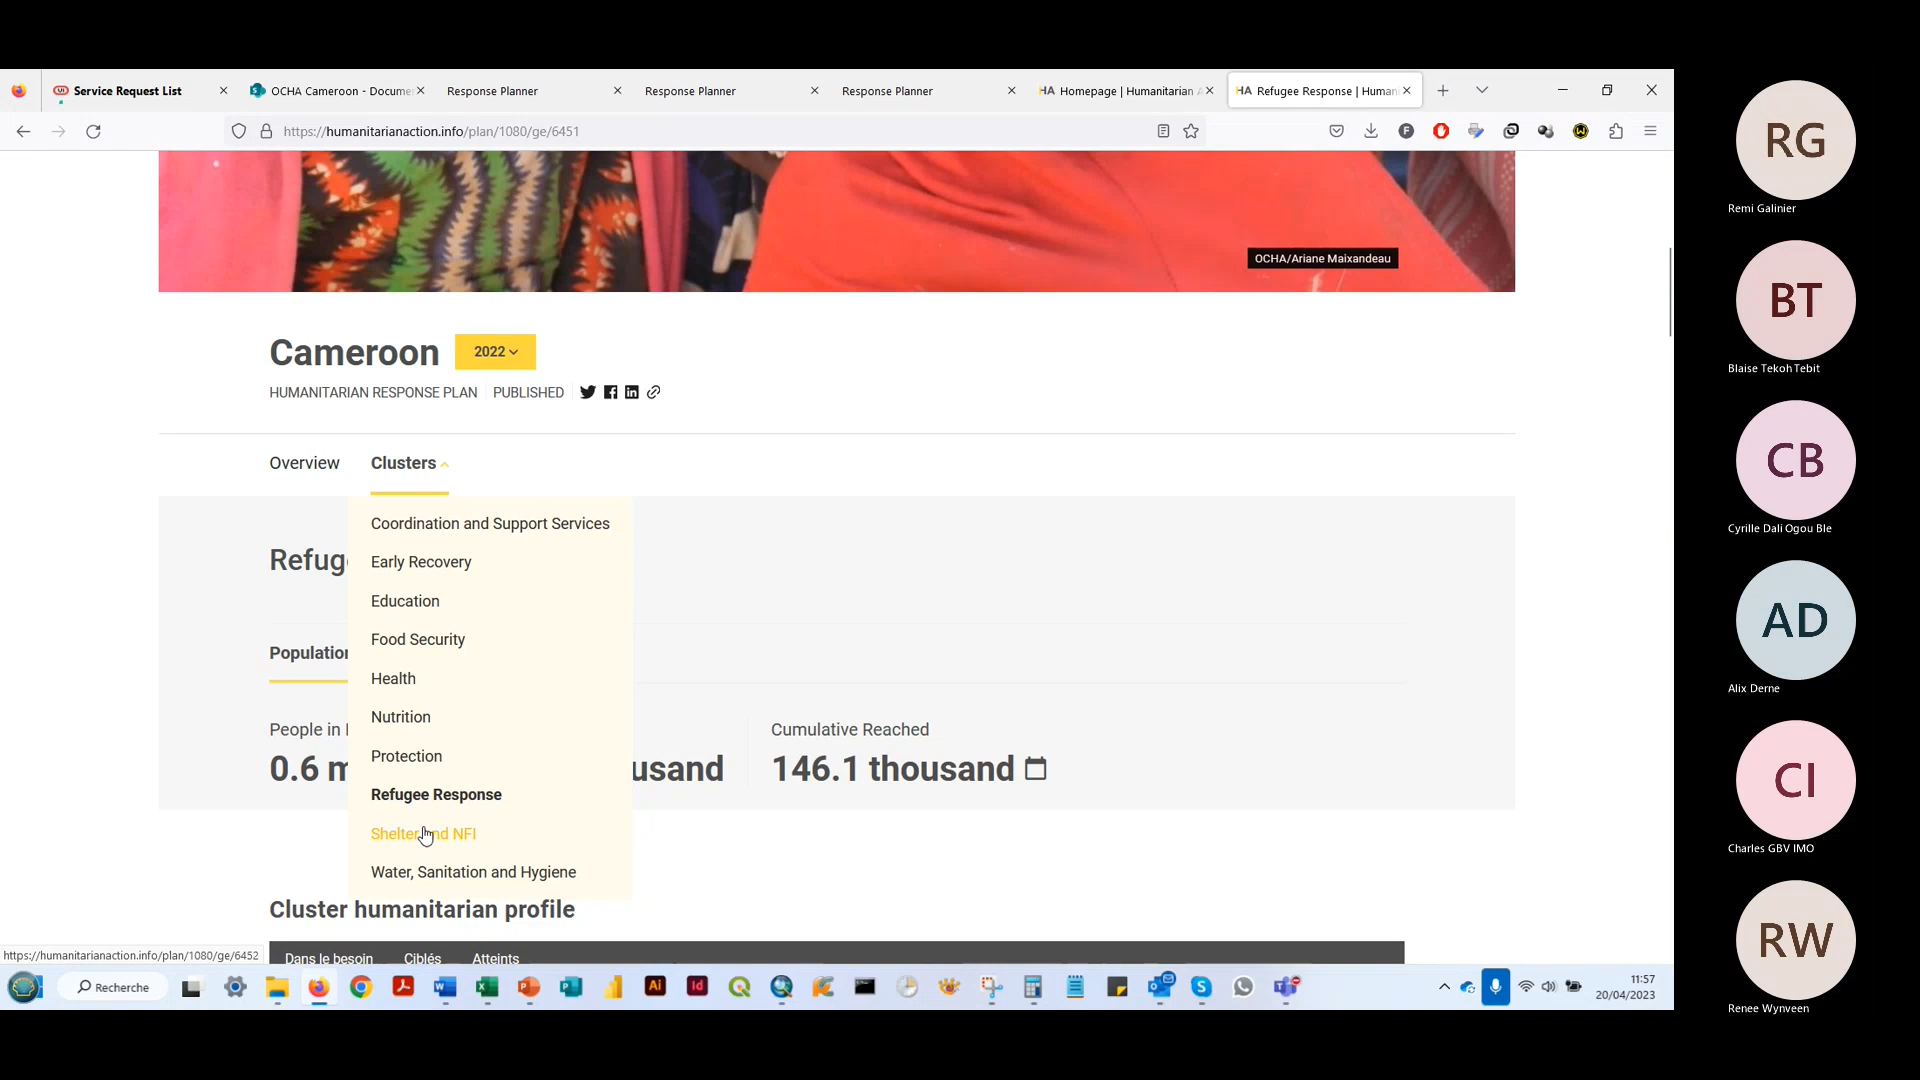 Service Request List
OCHA Cameroon - Docume
Response Planner
Response Planner
Response Planner
HA Homepage | Humanitarian A
HA Refugee Response | Human
https://humanitarianaction.info/plan/1080/ge/6451
OCHA/Ariane Maixandeau
Cameroon
2022
HUMANITARIAN RESPONSE PLAN
PUBLISHED
Overview
Clusters
Coordination and Support Services
Refuge
Early Recovery
Education
Food Security
Population
Health
Nutrition
People in
Cumulative Reached
Protection
0.6 m
usand
146.1 thousand
Refugee Response
Shelter and NFI
Water, Sanitation and Hygiene
Cluster humanitarian profile
https://humanitarianaction.info/plan/1080/ge/6452
Dans le besoin
Ciblés
Atteints
Recherche
11:57
20/04/2023
RG
Remi Galinier
BT
Blaise Tekoh Tebit
CB
Cyrille Dali Ogou Ble
AD
Alix Derne
CI
Charles GBV IMO
RW
Renee Wynveen